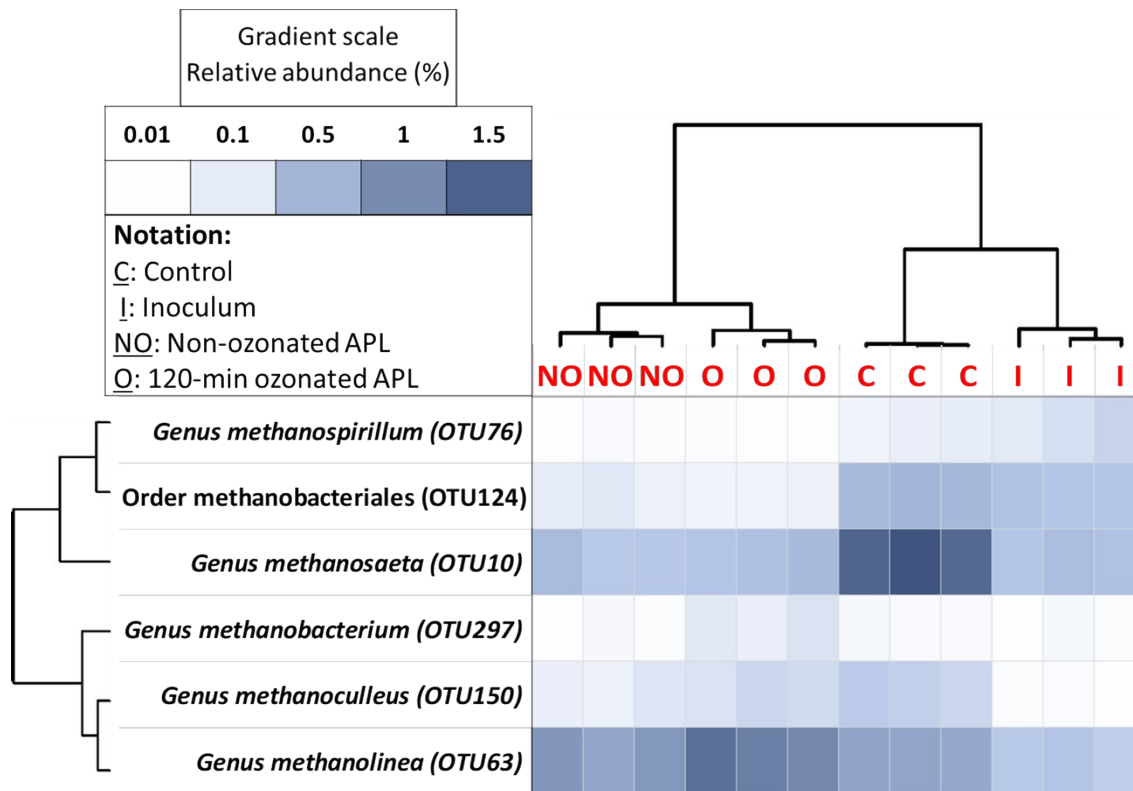 Gradient scale
Relative abundance (%)
0.01 0.1 0.5 1 1.5
Notation:
C: Control
I: Inoculum
NO: Non-ozonated APL
O: 120-min ozonated APL
NO NO NO O O O C C C I I I
Genus methanospirillum (OTU76)
Order methanobacteriales (OTU124)
Genus methanosaeta (OTU10)
Genus methanobacterium (OTU297)
Genus methanoculleus (OTU150)
Genus methanolinea (OTU63)